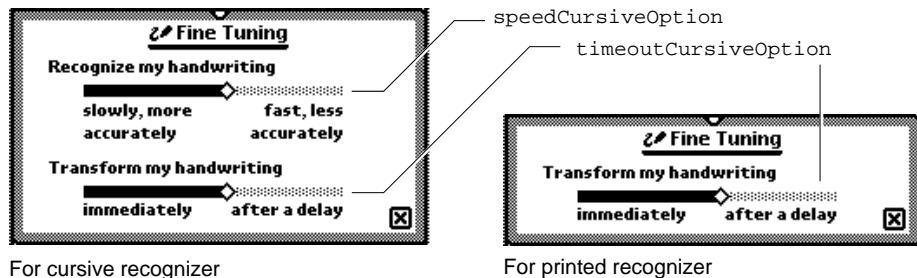 speedCursiveOption
timeoutCursiveOption
Fine Tuning
Recognize my handwriting
slowly, more fast, less
accurately accurately
Transform my handwriting
immediately after a delay
For cursive recognizer
Fine Tuning
Transform my handwriting
immediately after a delay
For printed recognizer